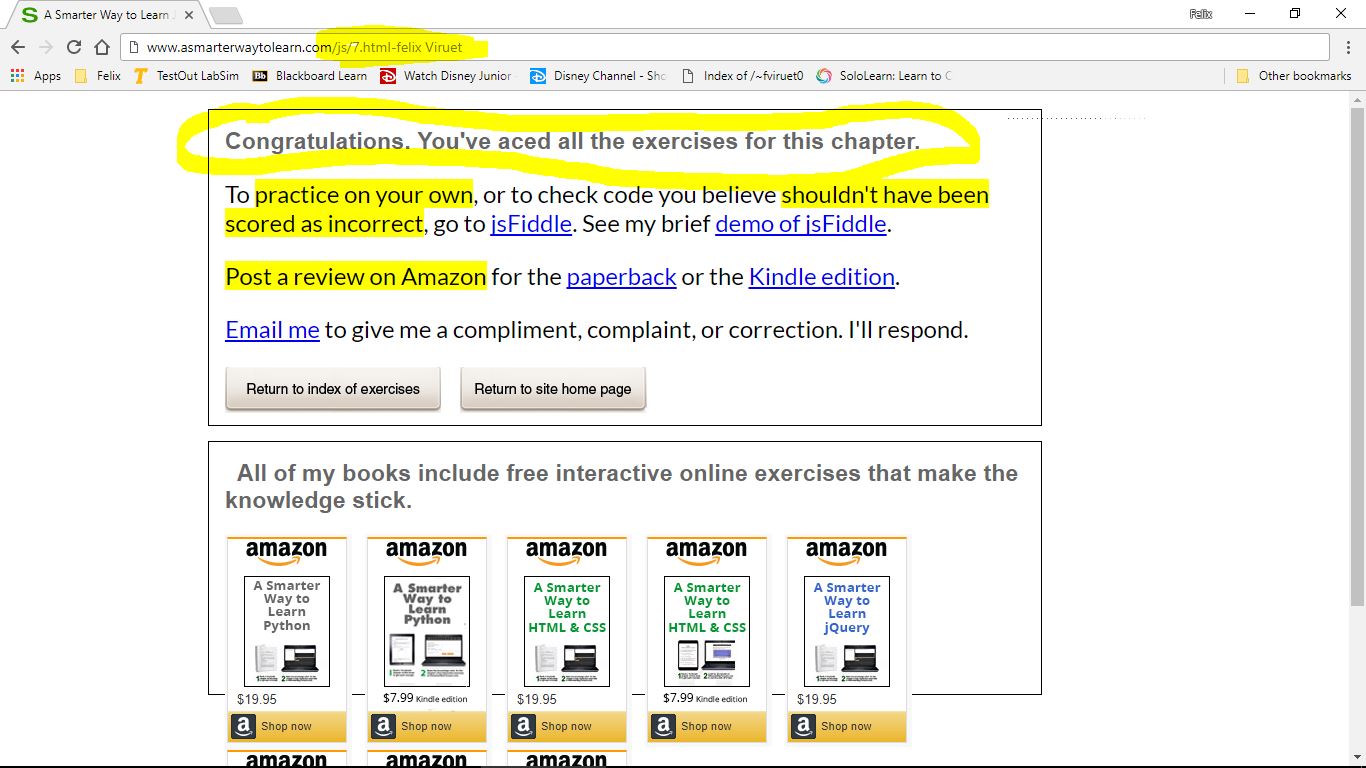 A Smarter Way to Learn
Felix
www.asmarterwaytolearn.com/js/7.html-felix Viruet
Apps Felix TestOut LabSim Bb Blackboard Learn Watch Disney Junior Disney Channel - Sho Index of /~fviruet0 SoloLearn: Learn to C Other bookmarks
Congratulations. You've aced all the exercises for this chapter.
To practice on your own, or to check code you believe shouldn't have been
scored as incorrect, go to jsFiddle. See my brief demo of jsFiddle.
Post a review on Amazon for the paperback or the Kindle edition.
Email me to give me a compliment, complaint, or correction. I'll respond.
Return to index of exercises Return to site home page
All of my books include free interactive online exercises that make the
knowledge stick.
amazon amazon amazon amazon amazon
A Smarter A Smarter A Smarter A Smarter A Smarter
Way to Way to Way to Way to Way to
Learn Learn Learn Learn Learn
Python Python HTML & CSS HTML & CSS jQuery
$19.95 $7.99 Kindle edition $19.95 $7.99 Kindle edition $19.95
a Shop now a Shop now a Shop now a Shop now a Shop now
amazon amazon amazon